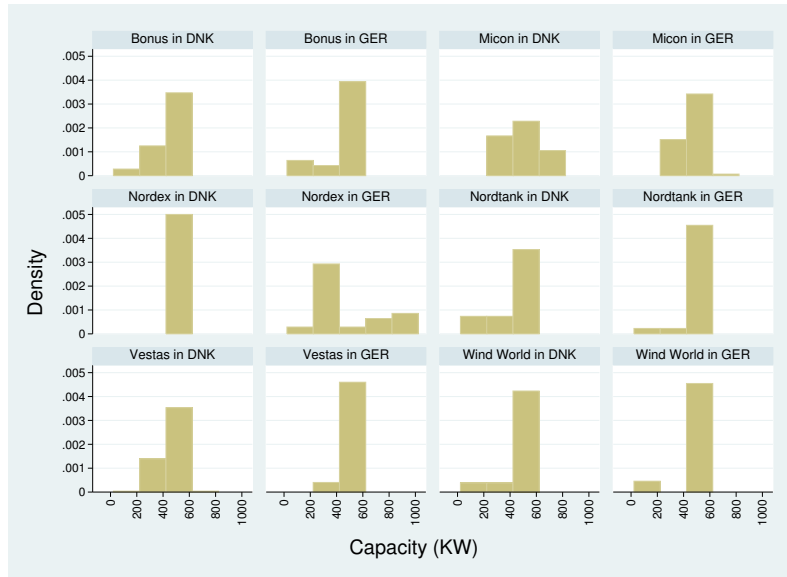 Bonus in DNK
Bonus in GER
Micon in DNK
Micon in GER
.005
.004
.003
.002
.001
0
Nordex in DNK
Nordex in GER
Nordtank in DNK
Nordtank in GER
.005
.004
.003
.002
.001
0
Vestas in DNK
Vestas in GER
Wind World in DNK
Wind World in GER
.005
.004
.003
.002
.001
0
0 200 400 600 800 1000
0 200 400 600 800 1000
0 200 400 600 800 1000
0 200 400 600 800 1000
Density
Capacity (KW)